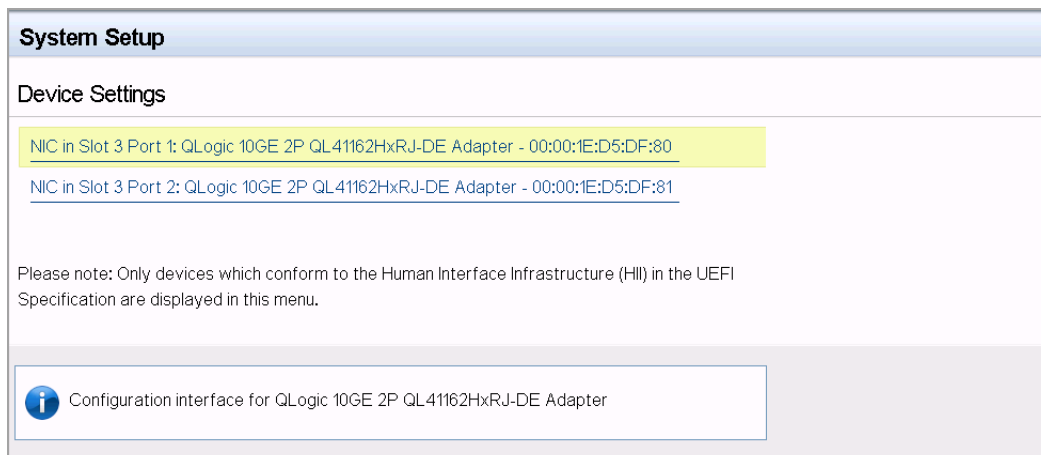 System Setup
Device Settings
NIC in Slot 3 Port 1: QLogic 10GE 2P QL41162HxRJ-DE Adapter - 00:00:1E:D5:DF:80
NIC in Slot 3 Port 2: QLogic 10GE 2P QL41162HxRJ-DE Adapter - 00:00:1E:D5:DF:81
Please note: Only devices which conform to the Human Interface Infrastructure (HII) in the UEFI
Specification are displayed in this menu.
Configuration interface for QLogic 10GE 2P QL41162HxRJ-DE Adapter